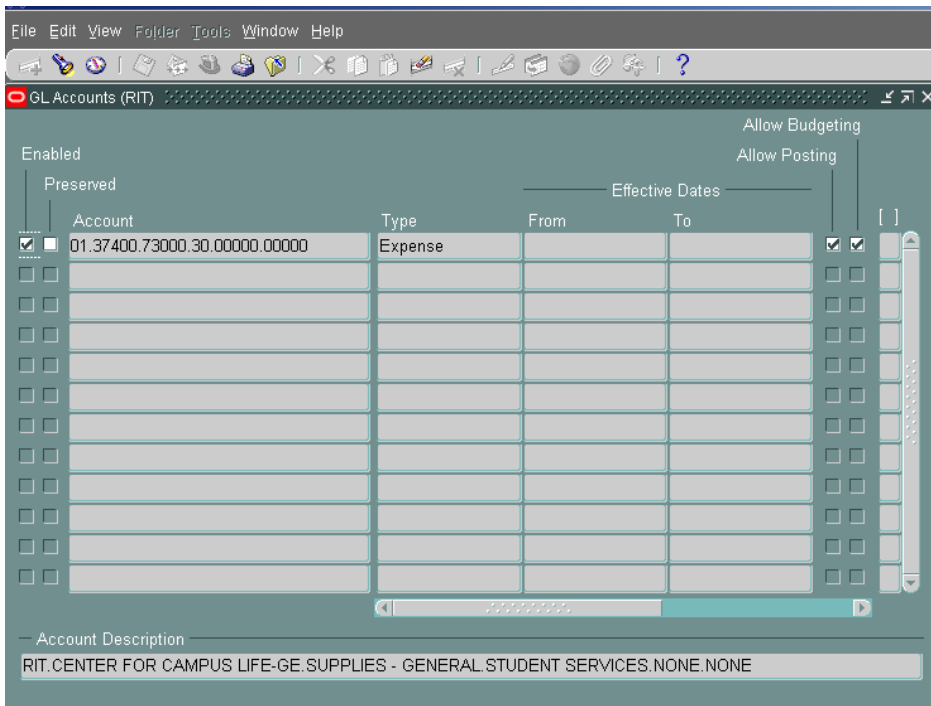 File Edit View Folder Tools Window Help
?
GL Accounts (RIT)
Allow Budgeting
Enabled
Allow Posting
Preserved
Effective Dates
Account Type From To [ ]
01.37400.73000.30.00000.00000 Expense
Account Description
RIT.CENTER FOR CAMPUS LIFE-GE.SUPPLIES - GENERAL.STUDENT SERVICES.NONE.NONE